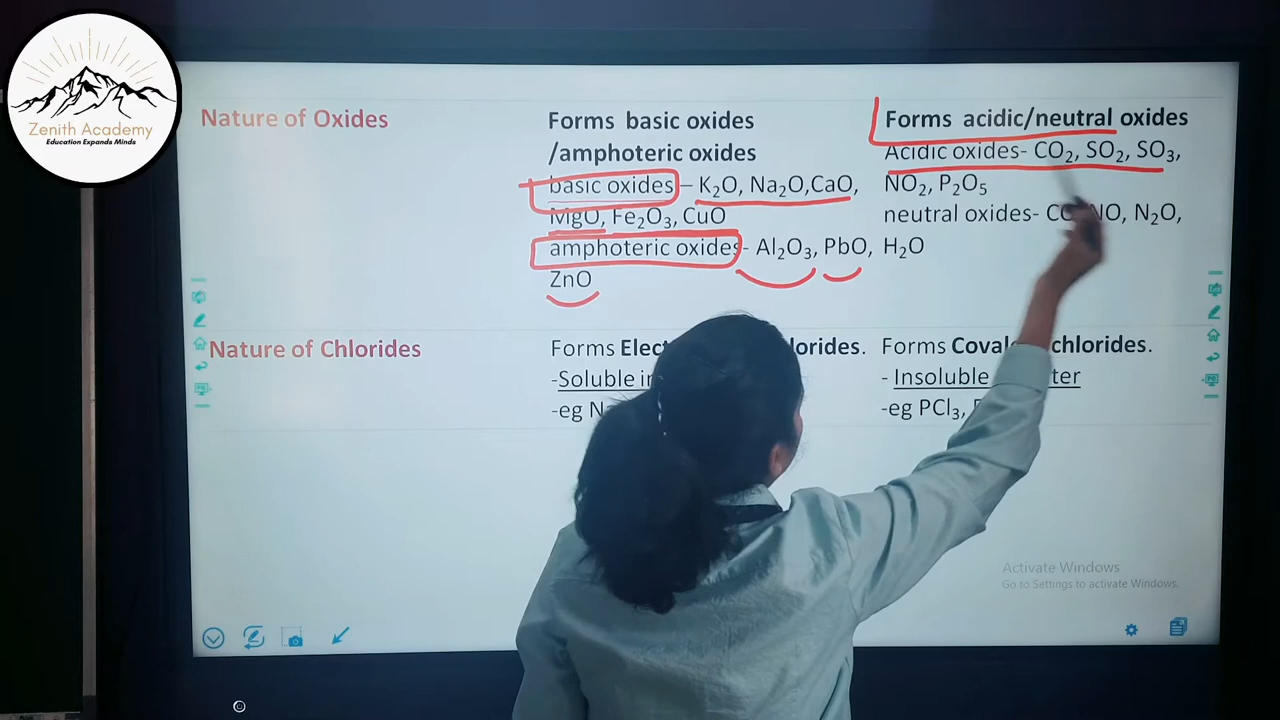 Zenith Academy
Education Expands Minds
Nature of Oxides
Forms basic oxides
/amphoteric oxides
basic oxides – K₂O, Na₂O,CaO,
MgO, Fe₂O₃, CuO
amphoteric oxides- Al₂O₃, PbO,
ZnO
Forms acidic/neutral oxides
Acidic oxides- CO₂, SO₂, SO₃,
NO₂, P₂O₅
neutral oxides- NO, N₂O,
H₂O
Nature of Chlorides
Forms
-Soluble
-eg
Forms chlorides.
- Insoluble
-eg PCl₃,
Activate Windows
Go to Settings to activate Windows.